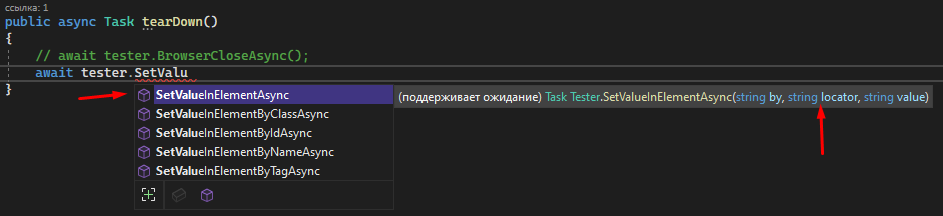 ссылка: 1
public async Task tearDown()
{
// await tester.BrowserCloseAsync();
await tester.SetValu
}
SetValueInElementAsync
(поддерживает ожидание) Task Tester.SetValueInElementAsync(string by, string locator, string value)
SetValueInElementByClassAsync
SetValueInElementByIdAsync
SetValueInElementByNameAsync
SetValueInElementByTagAsync